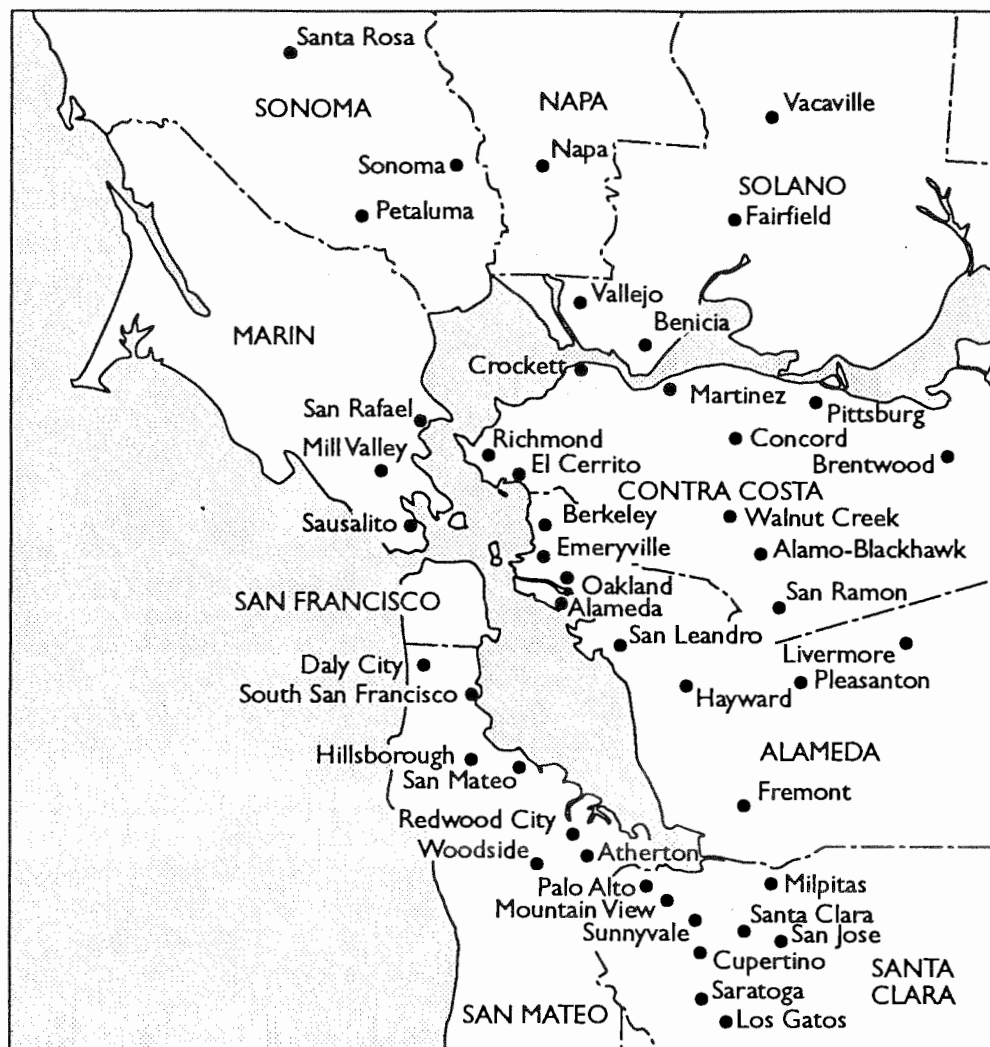 Santa Rosa
SONOMA
NAPA
Vacaville
Sonoma
Napa
SOLANO
Petaluma
Fairfield
Vallejo
MARIN
Benicia
Crockett
Martinez
San Rafael
Pittsburg
Richmond
Concord
Mill Valley
El Cerrito
Brentwood
CONTRA COSTA
Sausalito
Berkeley
Walnut Creek
Emeryville
Alamo-Blackhawk
Oakland
San Ramon
SAN FRANCISCO
Alameda
San Leandro
Livermore
Daly City
Pleasanton
South San Francisco
Hayward
Hillsborough
ALAMEDA
San Mateo
Fremont
Redwood City
Woodside
Atherton
Palo Alto
Milpitas
Mountain View
Santa Clara
Sunnyvale
San Jose
Cupertino
SANTA
CLARA
Saratoga
SAN MATEO
Los Gatos